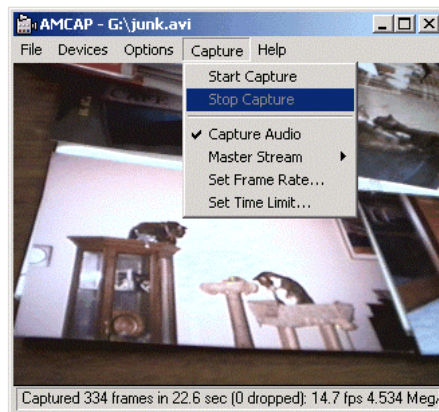 AMCAP - G:\junk.avi
File Devices Options Capture Help
Start Capture
Stop Capture
Capture Audio
Master Stream
Set Frame Rate...
Set Time Limit...
Captured 334 frames in 22.6 sec (0 dropped): 14.7 fps 4.534 Meg